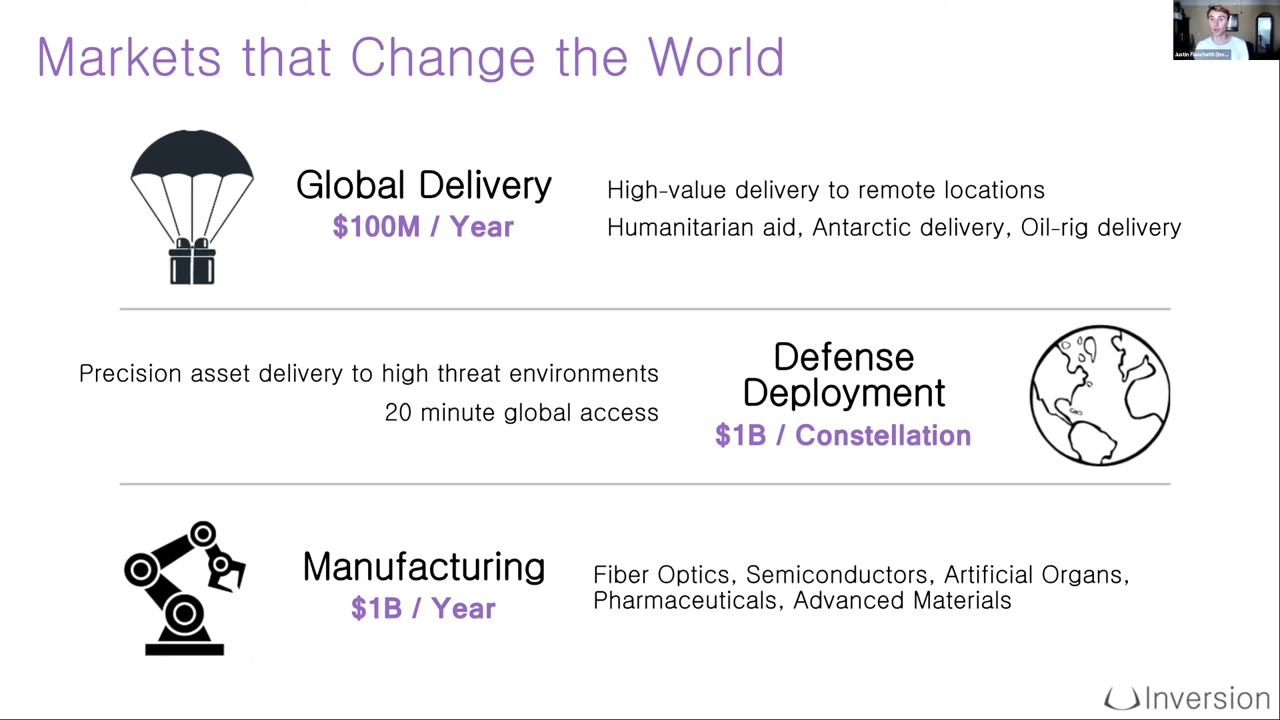 Markets that Change the World
Global Delivery
$100M / Year
High-value delivery to remote locations
Humanitarian aid, Antarctic delivery, Oil-rig delivery
Precision asset delivery to high threat environments
20 minute global access
Defense
Deployment
$1B / Constellation
Manufacturing
$1B / Year
Fiber Optics, Semiconductors, Artificial Organs,
Pharmaceuticals, Advanced Materials
Inversion